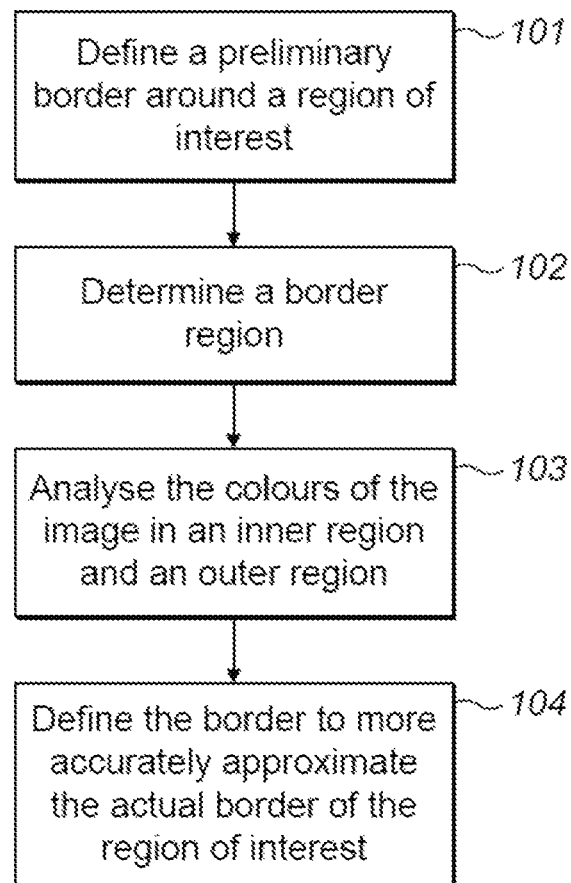 Define a preliminary
border around a region of
interest
101
Determine a border
region
102
Analyse the colours of the
image in an inner region
and an outer region
103
Define the border to more
accurately approximate
the actual border of the
region of interest
104